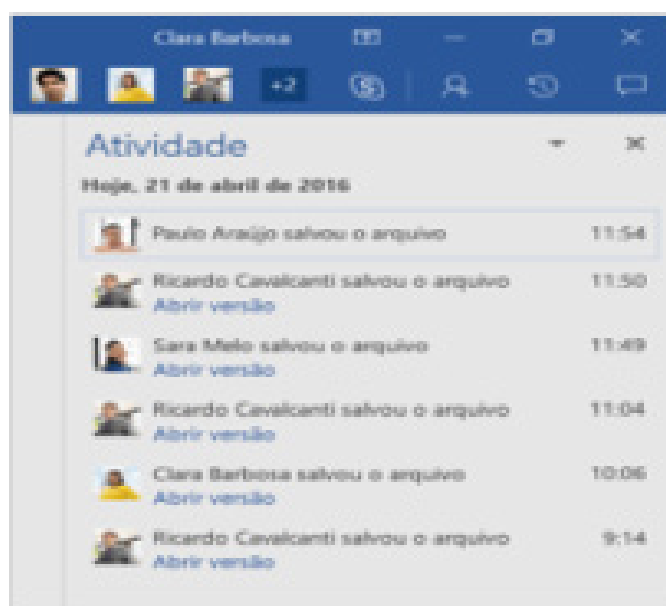 Clara Barbosa
+2
Atividade
Hoje, 21 de abril de 2016
Paulo Araújo salvou o arquivo 11:54
Ricardo Cavalcanti salvou o arquivo 11:50
Abrir versão
Sara Melo salvou o arquivo 11:49
Abrir versão
Ricardo Cavalcanti salvou o arquivo 11:04
Abrir versão
Clara Barbosa salvou o arquivo 10:06
Abrir versão
Ricardo Cavalcanti salvou o arquivo 9:14
Abrir versão